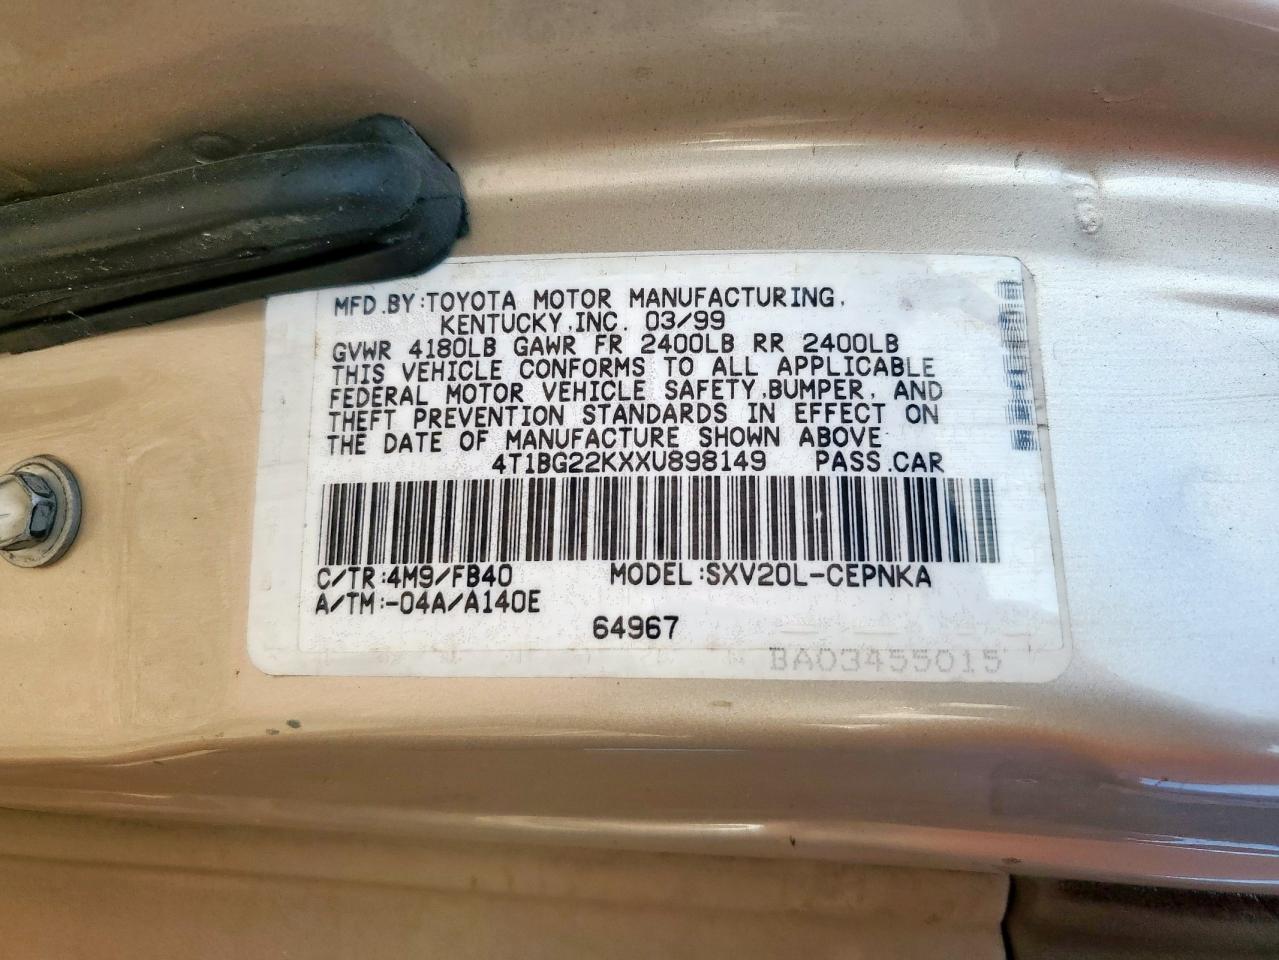 MFD.BY:TOYOTA MOTOR MANUFACTURING,
KENTUCKY,INC. 03/99
GVWR 4180LB GAWR FR 2400LB RR 2400LB
THIS VEHICLE CONFORMS TO ALL APPLICABLE
FEDERAL MOTOR VEHICLE SAFETY,BUMPER, AND
THEFT PREVENTION STANDARDS IN EFFECT ON
THE DATE OF MANUFACTURE SHOWN ABOVE
4T1BG22KXXU898149 PASS.CAR
C/TR:4M9/FB40 MODEL:SXV20L-CEPNKA
A/TM:-04A/A140E
64967
BA03455015